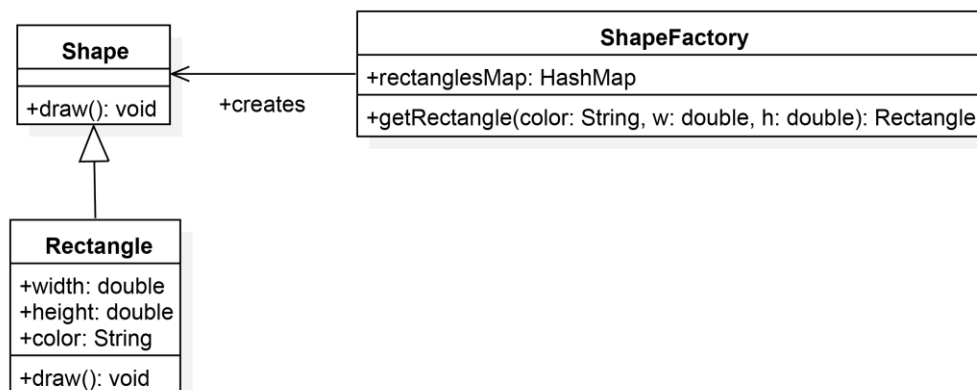 Shape
+draw(): void
+creates
ShapeFactory
+rectanglesMap: HashMap
+getRectangle(color: String, w: double, h: double): Rectangle
Rectangle
+width: double
+height: double
+color: String
+draw(): void